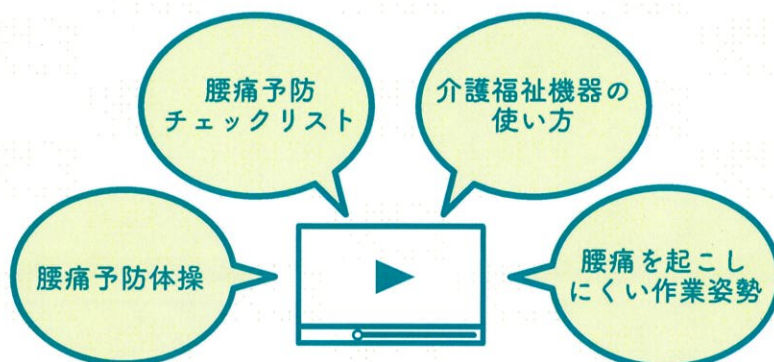 腰痛予防
チェックリスト
介護福祉機器の
使い方
腰痛予防体操
腰痛を起こし
にくい作業姿勢